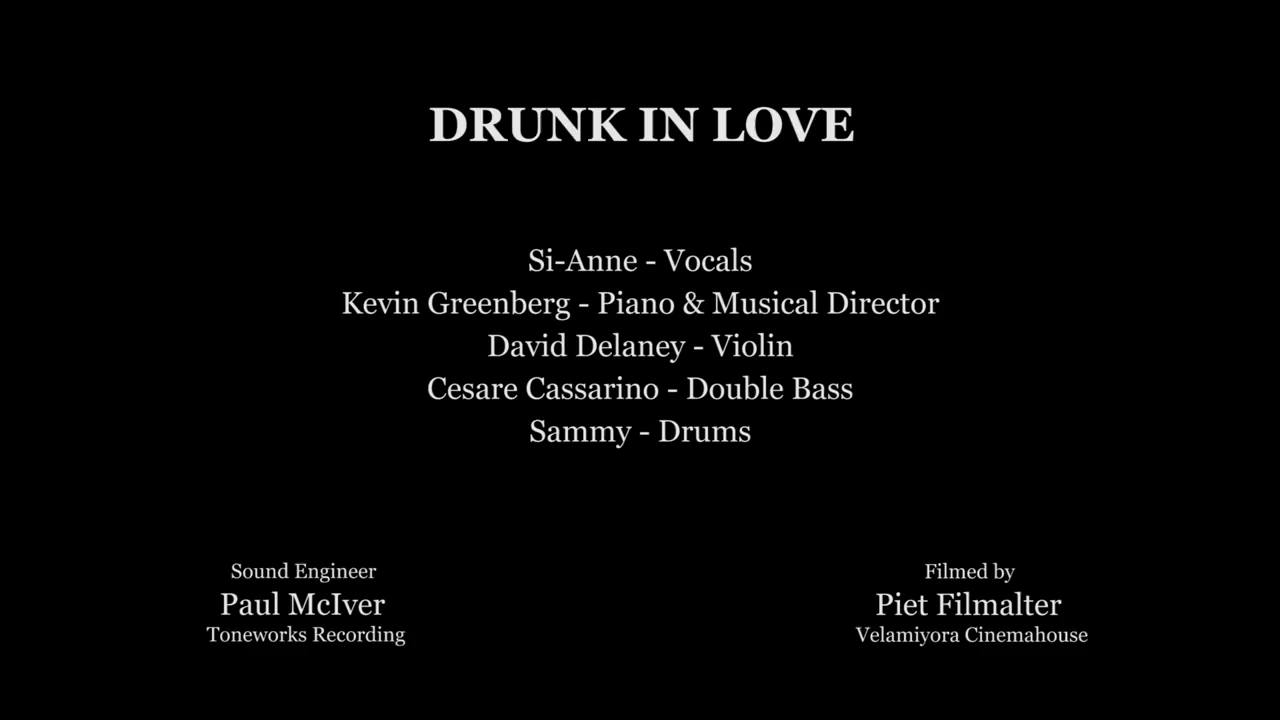 DRUNK IN LOVE
Si-Anne - Vocals
Kevin Greenberg - Piano & Musical Director
David Delaney - Violin
Cesare Cassarino - Double Bass
Sammy - Drums
Sound Engineer
Paul McIver
Toneworks Recording
Filmed by
Piet Filmalter
Velamiyora Cinemahouse